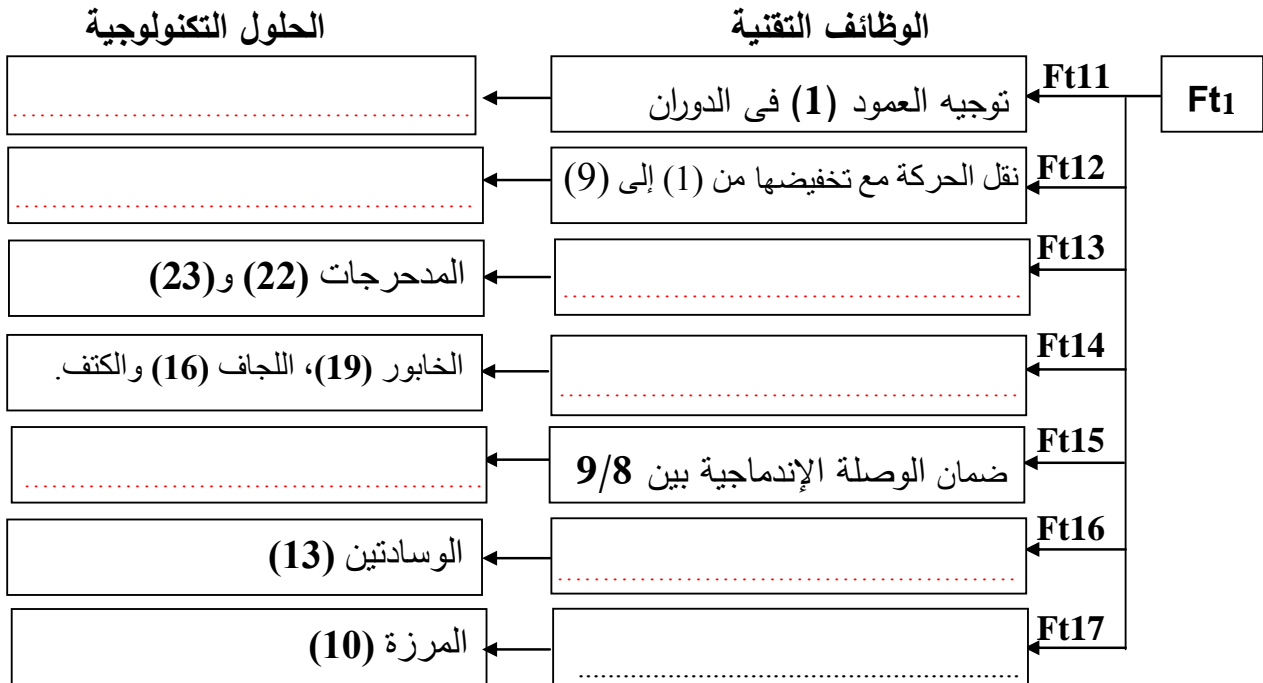 الوظائف التقنية
الحلول التكنولوجية
Ft1
Ft11
توجيه العمود (1) فى الدوران
Ft12
نقل الحركة مع تخفيضها من (1) إلى (9)
Ft13
المدحرجات (22) و(23)
Ft14
الخابور (19)، اللجاف (16) والكتف.
Ft15
ضمان الوصلة الإندماجية بين 9/8
Ft16
الوسادتين (13)
Ft17
المرزة (10)